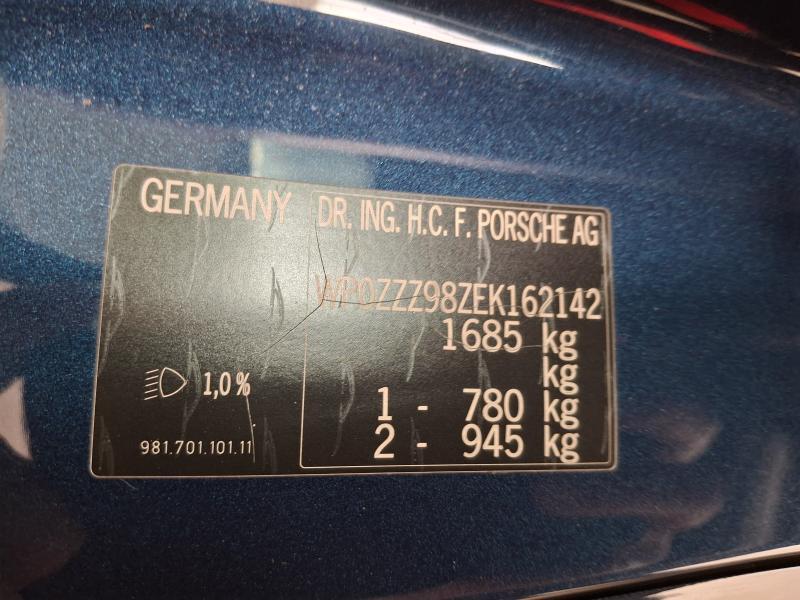 GERMANY
DR. ING. H.C. F. PORSCHE AG
WP0ZZZ98ZEK162142
1685 kg
kg
1 - 780 kg
2 - 945 kg
1,0%
981.701.101.11